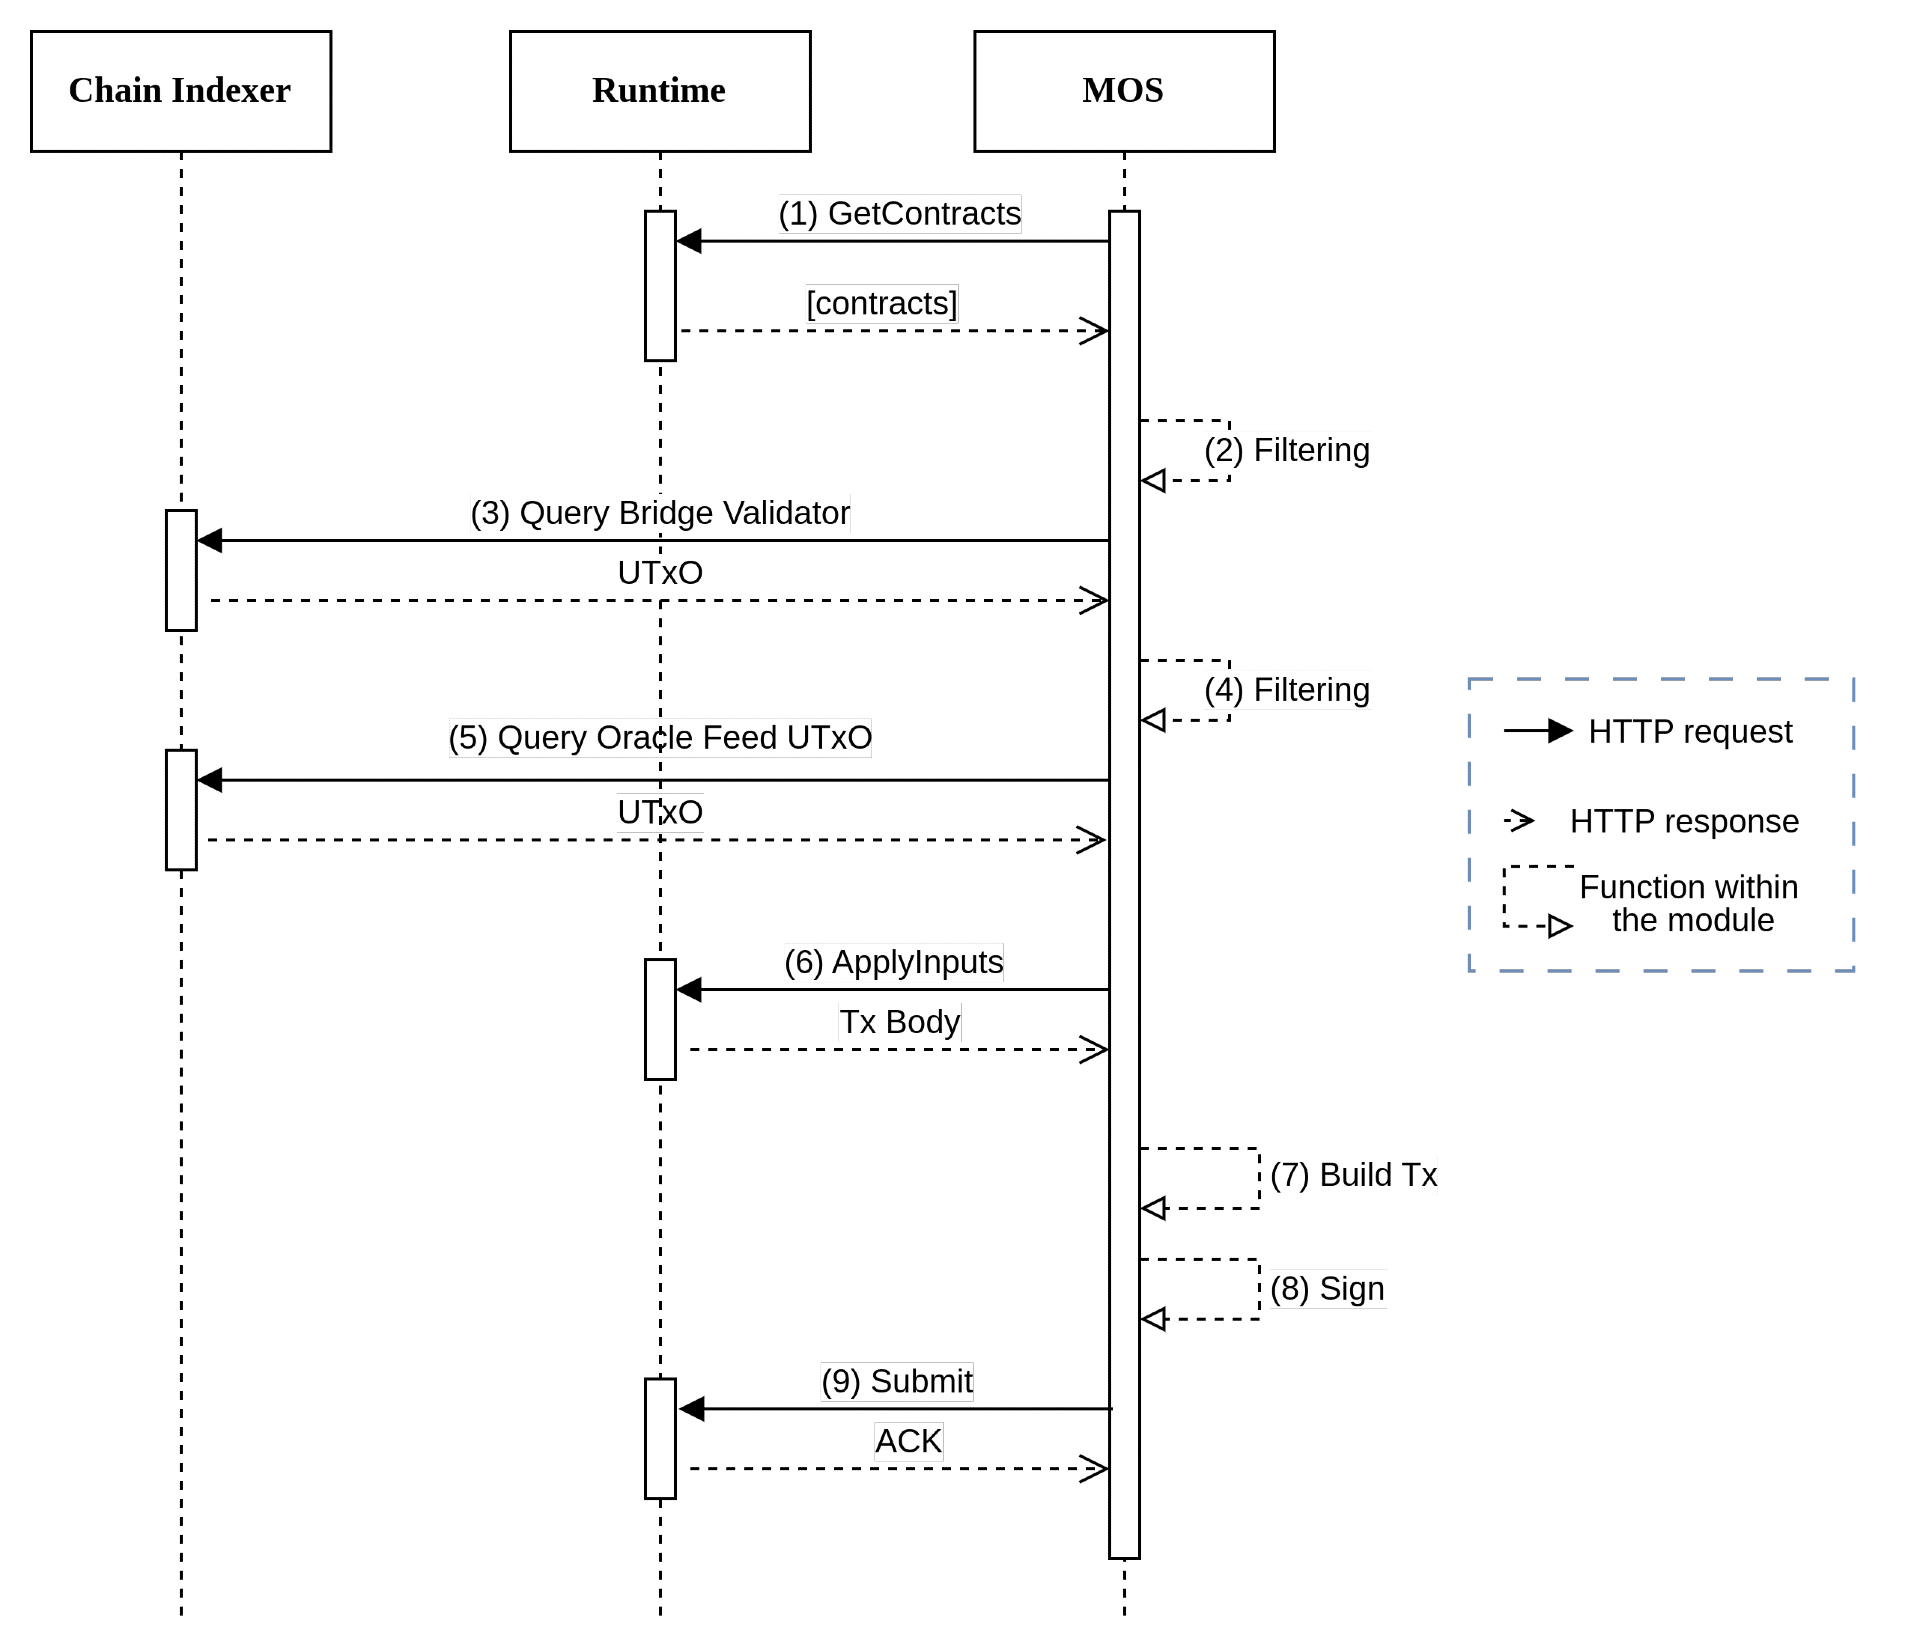 Chain Indexer
Runtime
MOS
(1) GetContracts
[contracts]
(2) Filtering
(3) Query Bridge Validator
UTxO
(4) Filtering
(5) Query Oracle Feed UTxO
UTxO
(6) ApplyInputs
Tx Body
(7) Build Tx
(8) Sign
(9) Submit
ACK
HTTP request
HTTP response
Function within
the module